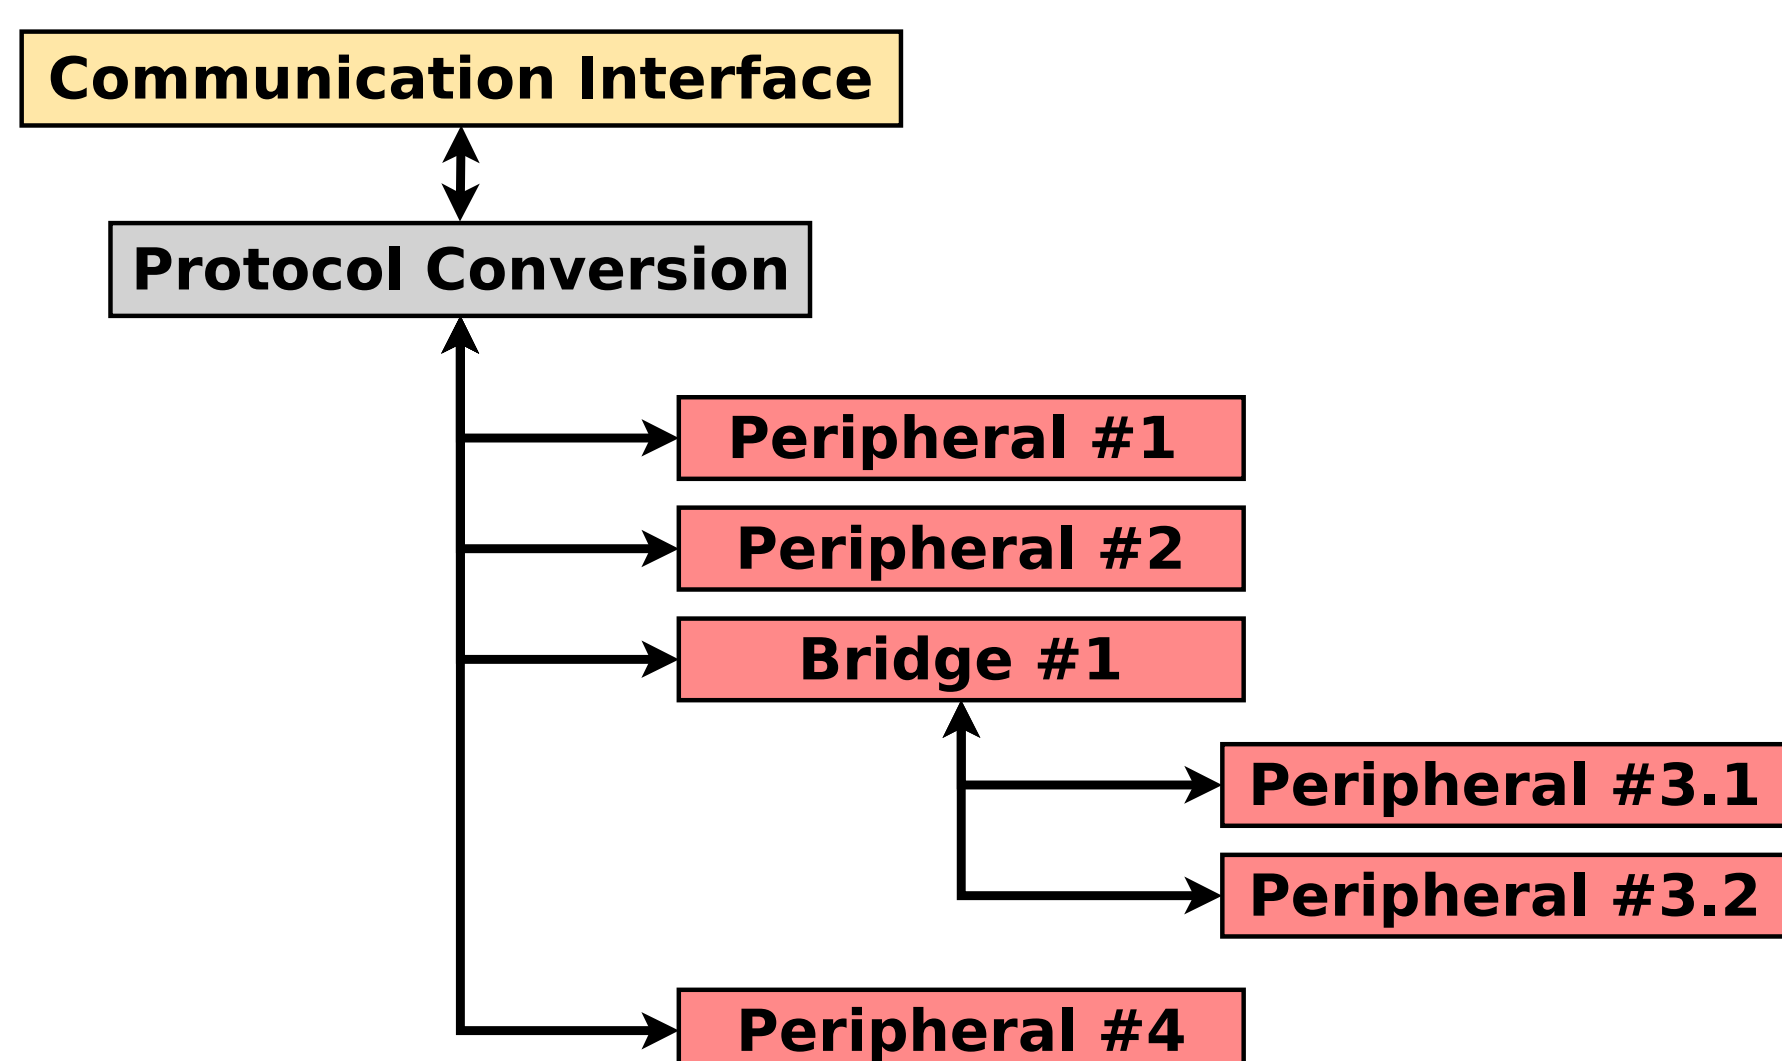 Communication Interface
Protocol Conversion
Peripheral #1
Peripheral #2
Bridge #1
Peripheral #3.1
Peripheral #3.2
Peripheral #4